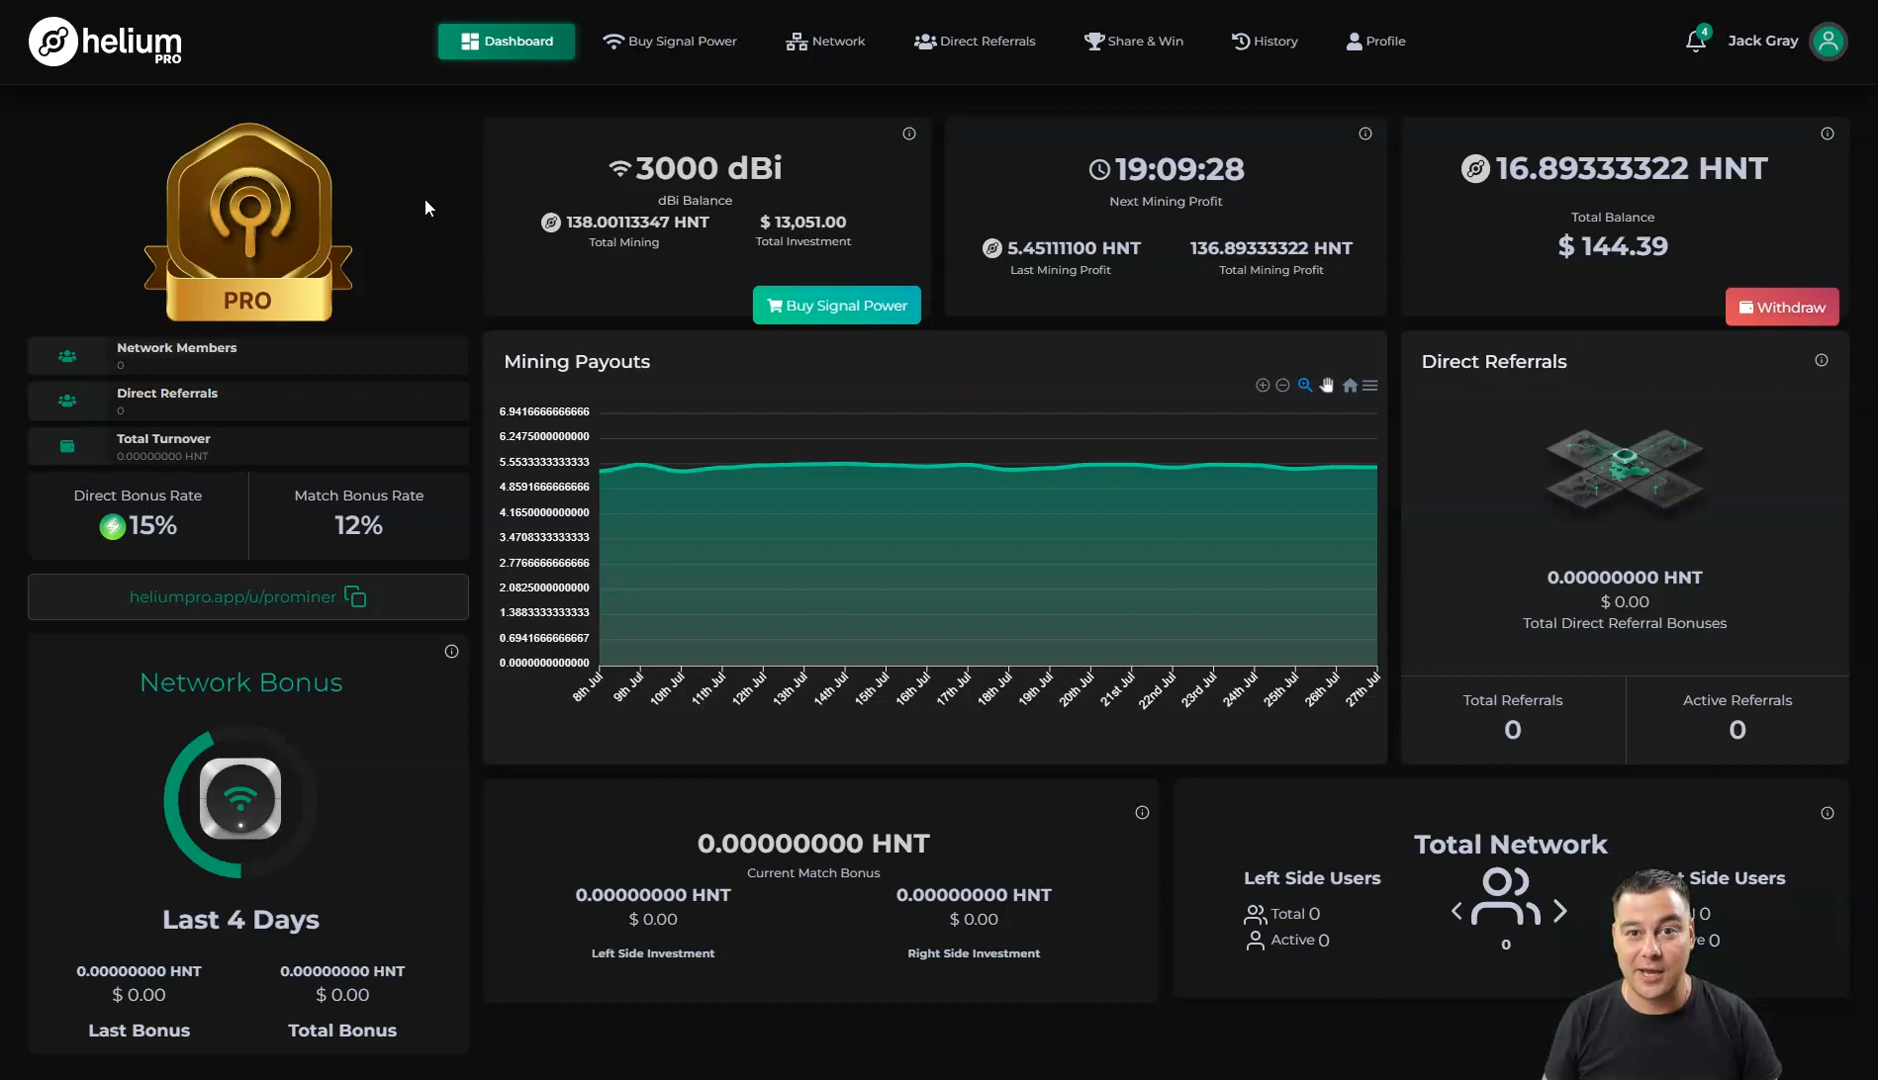 helium
PRO
Dashboard
Buy Signal Power
Network
Direct Referrals
Share & Win
History
Profile
4
Jack Gray
PRO
3000 dBi
dBi Balance
138.00113347 HNT
Total Mining
$ 13,051.00
Total Investment
Buy Signal Power
19:09:28
Next Mining Profit
5.45111100 HNT
Last Mining Profit
136.89333322 HNT
Total Mining Profit
16.89333322 HNT
Total Balance
$ 144.39
Withdraw
Network Members
0
Direct Referrals
0
Total Turnover
0.00000000 HNT
Direct Bonus Rate
15%
Match Bonus Rate
12%
heliumpro.app/u/prominer
Mining Payouts
6.9416666666666
6.2475000000000
5.5533333333333
4.8591666666666
4.1650000000000
3.4708333333333
2.7766666666666
2.0825000000000
1.3883333333333
0.6941666666667
0.0000000000000
8th Jul
9th Jul
10th Jul
11th Jul
12th Jul
13th Jul
14th Jul
15th Jul
16th Jul
17th Jul
18th Jul
19th Jul
20th Jul
21st Jul
22nd Jul
23rd Jul
24th Jul
25th Jul
26th Jul
27th Jul
Direct Referrals
0.00000000 HNT
$ 0.00
Total Direct Referral Bonuses
Total Referrals
0
Active Referrals
0
Network Bonus
Last 4 Days
0.00000000 HNT
$ 0.00
Last Bonus
0.00000000 HNT
$ 0.00
Total Bonus
0.00000000 HNT
Current Match Bonus
0.00000000 HNT
$ 0.00
Left Side Investment
0.00000000 HNT
$ 0.00
Right Side Investment
Total Network
Left Side Users
Total 0
Active 0
0
Side Users
0
0